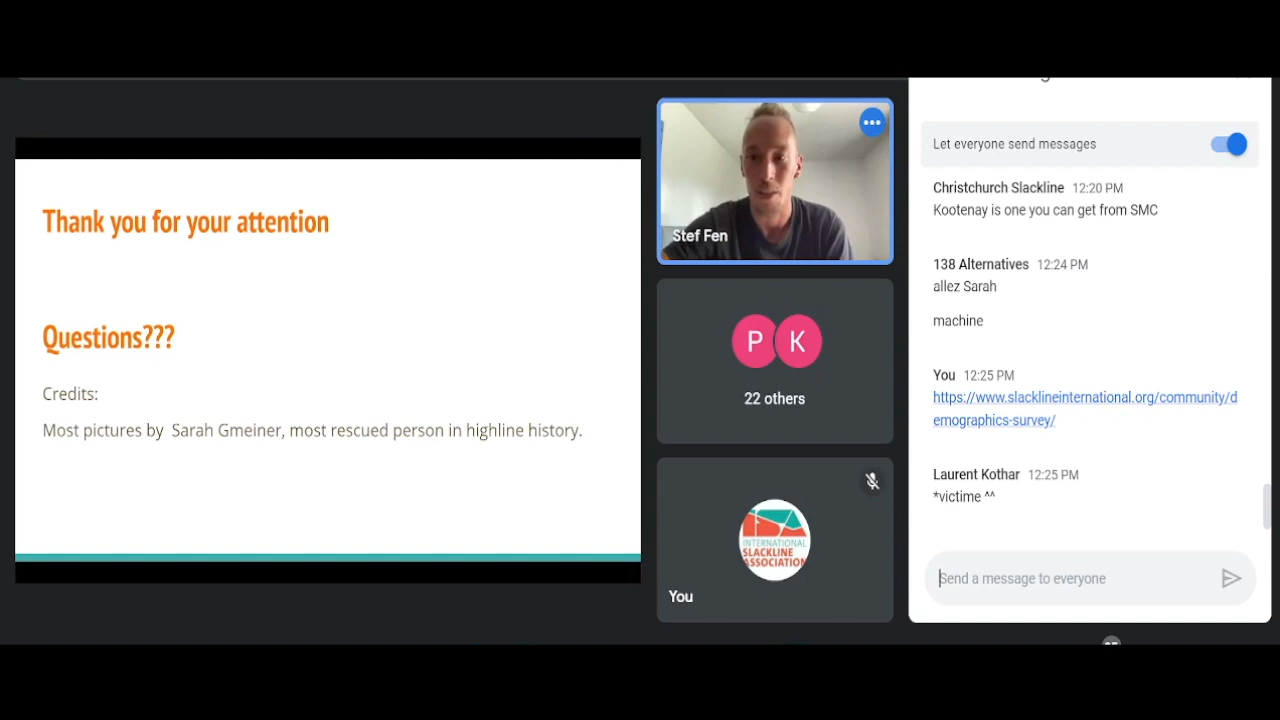 Thank you for your attention
Questions???
Credits:
Most pictures by Sarah Gmeiner, most rescued person in highline history.
Stef Fen
P K
22 others
INTERNATIONAL
SLACKLINE
ASSOCIATION
You
Let everyone send messages
Christchurch Slackline 12:20 PM
Kootenay is one you can get from SMC
138 Alternatives 12:24 PM
allez Sarah
machine
You 12:25 PM
https://www.slacklineinternational.org/community/d
emographics-survey/
Laurent Kothar 12:25 PM
*victime ^^
Send a message to everyone